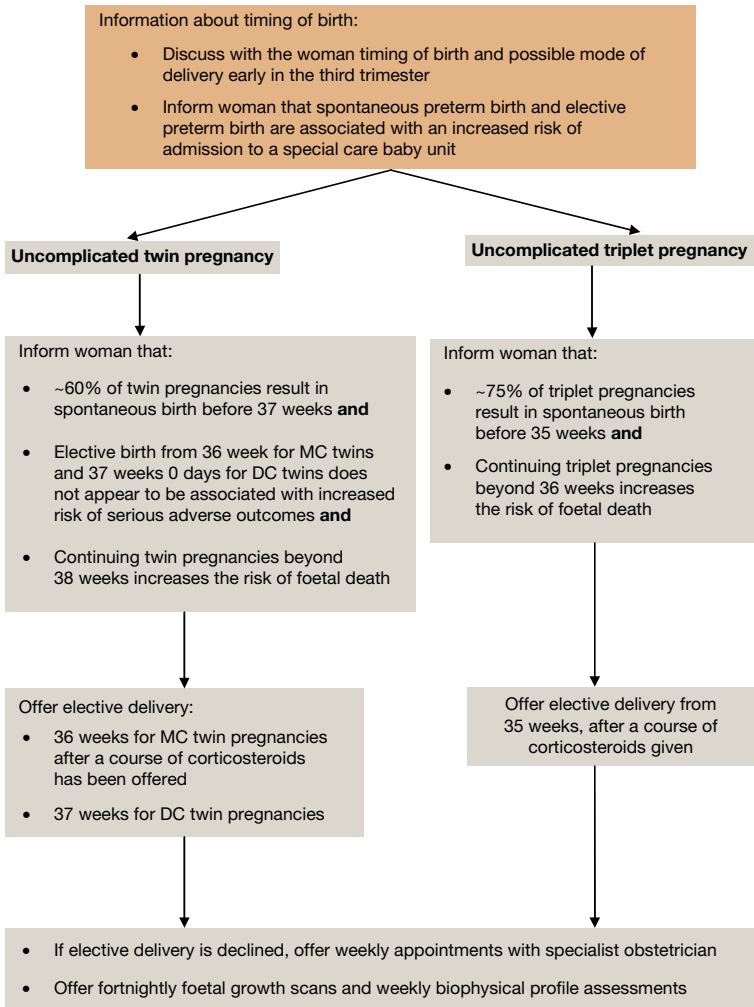 Information about timing of birth:
• Discuss with the woman timing of birth and possible mode of
delivery early in the third trimester
• Inform woman that spontaneous preterm birth and elective
preterm birth are associated with an increased risk of
admission to a special care baby unit
Uncomplicated twin pregnancy
Inform woman that:
• ~60% of twin pregnancies result in
spontaneous birth before 37 weeks and
• Elective birth from 36 week for MC twins
and 37 weeks 0 days for DC twins does
not appear to be associated with increased
risk of serious adverse outcomes and
• Continuing twin pregnancies beyond
38 weeks increases the risk of foetal death
Offer elective delivery:
• 36 weeks for MC twin pregnancies
after a course of corticosteroids
has been offered
• 37 weeks for DC twin pregnancies
Uncomplicated triplet pregnancy
Inform woman that:
• ~75% of triplet pregnancies
result in spontaneous birth
before 35 weeks and
• Continuing triplet pregnancies
beyond 36 weeks increases
the risk of foetal death
Offer elective delivery from
35 weeks, after a course of
corticosteroids given
• If elective delivery is declined, offer weekly appointments with specialist obstetrician
• Offer fortnightly foetal growth scans and weekly biophysical profile assessments